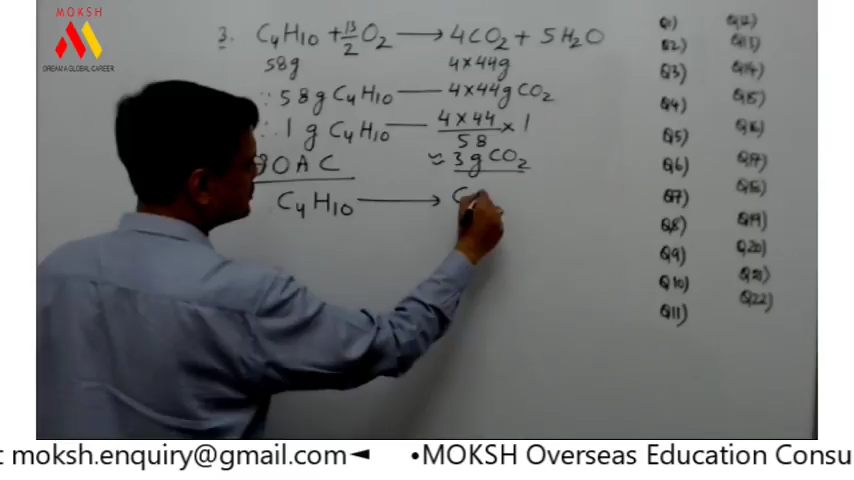 MOKSH
DREAM A GLOBAL CAREER
3. C4H10 + 13/2 O2 → 4CO2 + 5H2O
58g 4×44g
∵ 58g C4H10 — 4×44g CO2
∴ 1g C4H10 — 4×44/58 × 1
≈ 3g CO2
POAC
C4H10 → C
Q1)
Q2)
Q3)
Q4)
Q5)
Q6)
Q7)
Q8)
Q9)
Q10)
Q11)
Q12)
Q13)
Q14)
Q15)
Q16)
Q17)
Q18)
Q19)
Q20)
Q21)
Q22)
moksh.enquiry@gmail.com◄ •MOKSH Overseas Education Consu